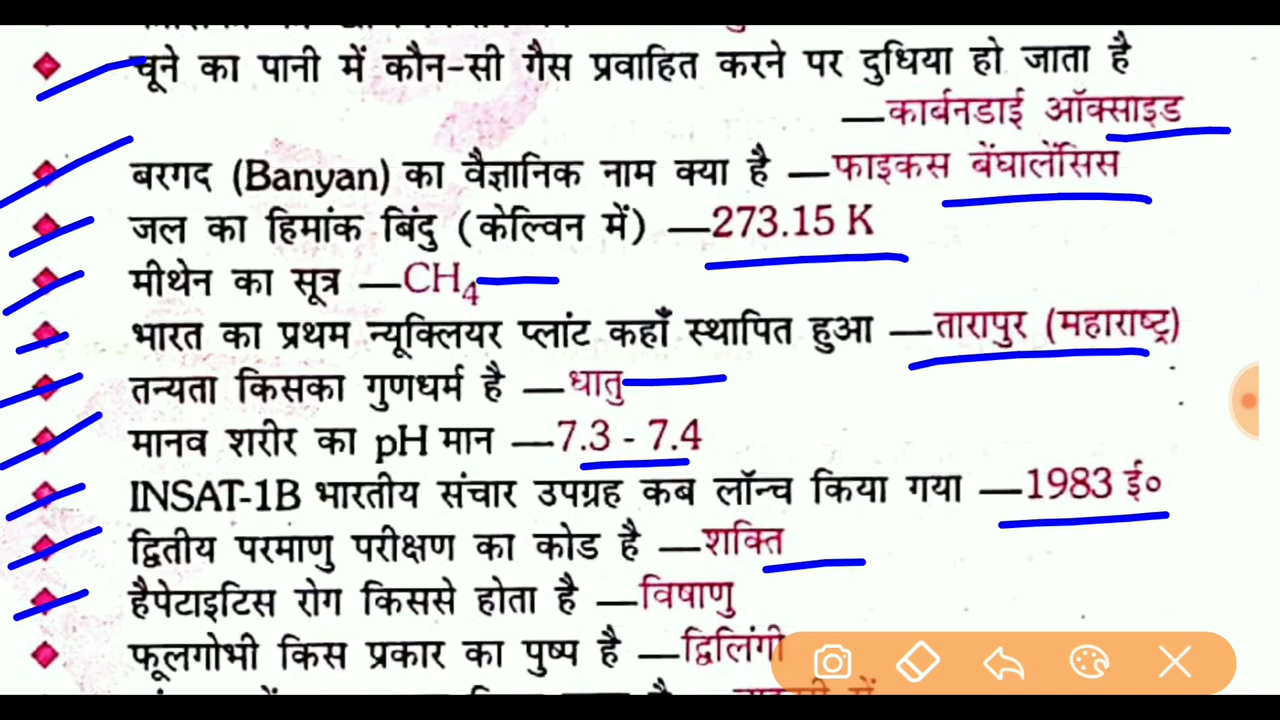 चूने का पानी में कौन-सी गैस प्रवाहित करने पर दुधिया हो जाता है
—कार्बनडाई ऑक्साइड
बरगद (Banyan) का वैज्ञानिक नाम क्या है —फाइकस बेंघालेंसिस
जल का हिमांक बिंदु (केल्विन में) —273.15 K
मीथेन का सूत्र —CH₄
भारत का प्रथम न्यूक्लियर प्लांट कहाँ स्थापित हुआ —तारापुर (महाराष्ट्र)
तन्यता किसका गुणधर्म है —धातु
मानव शरीर का pH मान —7.3 - 7.4
INSAT-1B भारतीय संचार उपग्रह कब लॉन्च किया गया —1983 ई०
द्वितीय परमाणु परीक्षण का कोड है —शक्ति
हैपेटाइटिस रोग किससे होता है —विषाणु
फूलगोभी किस प्रकार का पुष्प है —द्विलिंगी